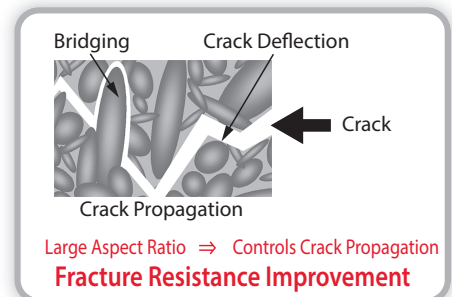 Bridging
Crack Deflection
Crack
Crack Propagation
Large Aspect Ratio ⇒ Controls Crack Propagation
Fracture Resistance Improvement